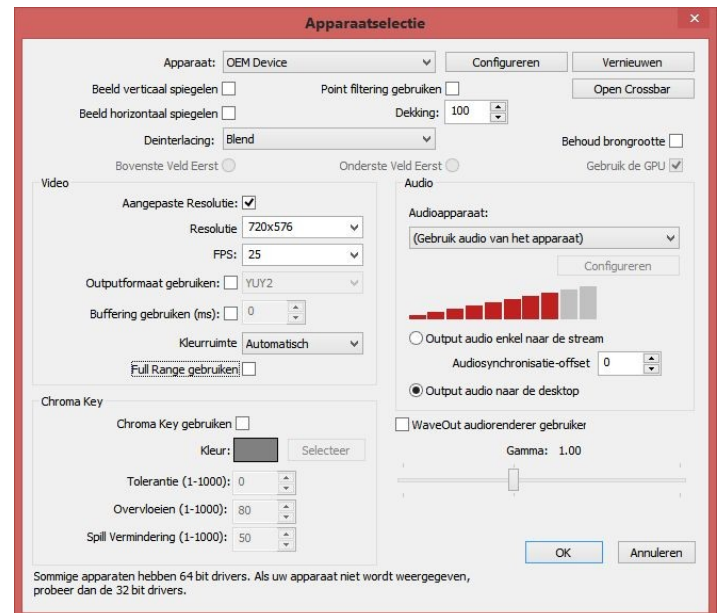 Apparaatselectie
×
Apparaat: OEM Device Configureren Vernieuwen
Beeld verticaal spiegelen Point filtering gebruiken Open Crossbar
Beeld horizontaal spiegelen Dekking: 100
Deinterlacing: Blend Behoud brongrootte
Bovenste Veld Eerst Onderste Veld Eerst Gebruik de GPU
Video
Aangepaste Resolutie:
Resolutie 720x576
FPS: 25
Outputformaat gebruiken: YUY2
Buffering gebruiken (ms): 0
Kleurruimte Automatisch
Full Range gebruiken
Audio
Audioapparaat:
(Gebruik audio van het apparaat)
Configureren
Output audio enkel naar de stream
Audiosynchronisatie-offset 0
Output audio naar de desktop
Chroma Key
Chroma Key gebruiken
Kleur: Selecteer
Tolerantie (1-1000): 0
Overvloeien (1-1000): 80
Spill Vermindering (1-1000): 50
WaveOut audiorenderer gebruiker
Gamma: 1.00
OK Annuleren
Sommige apparaten hebben 64 bit drivers. Als uw apparaat niet wordt weergegeven,
probeer dan de 32 bit drivers.